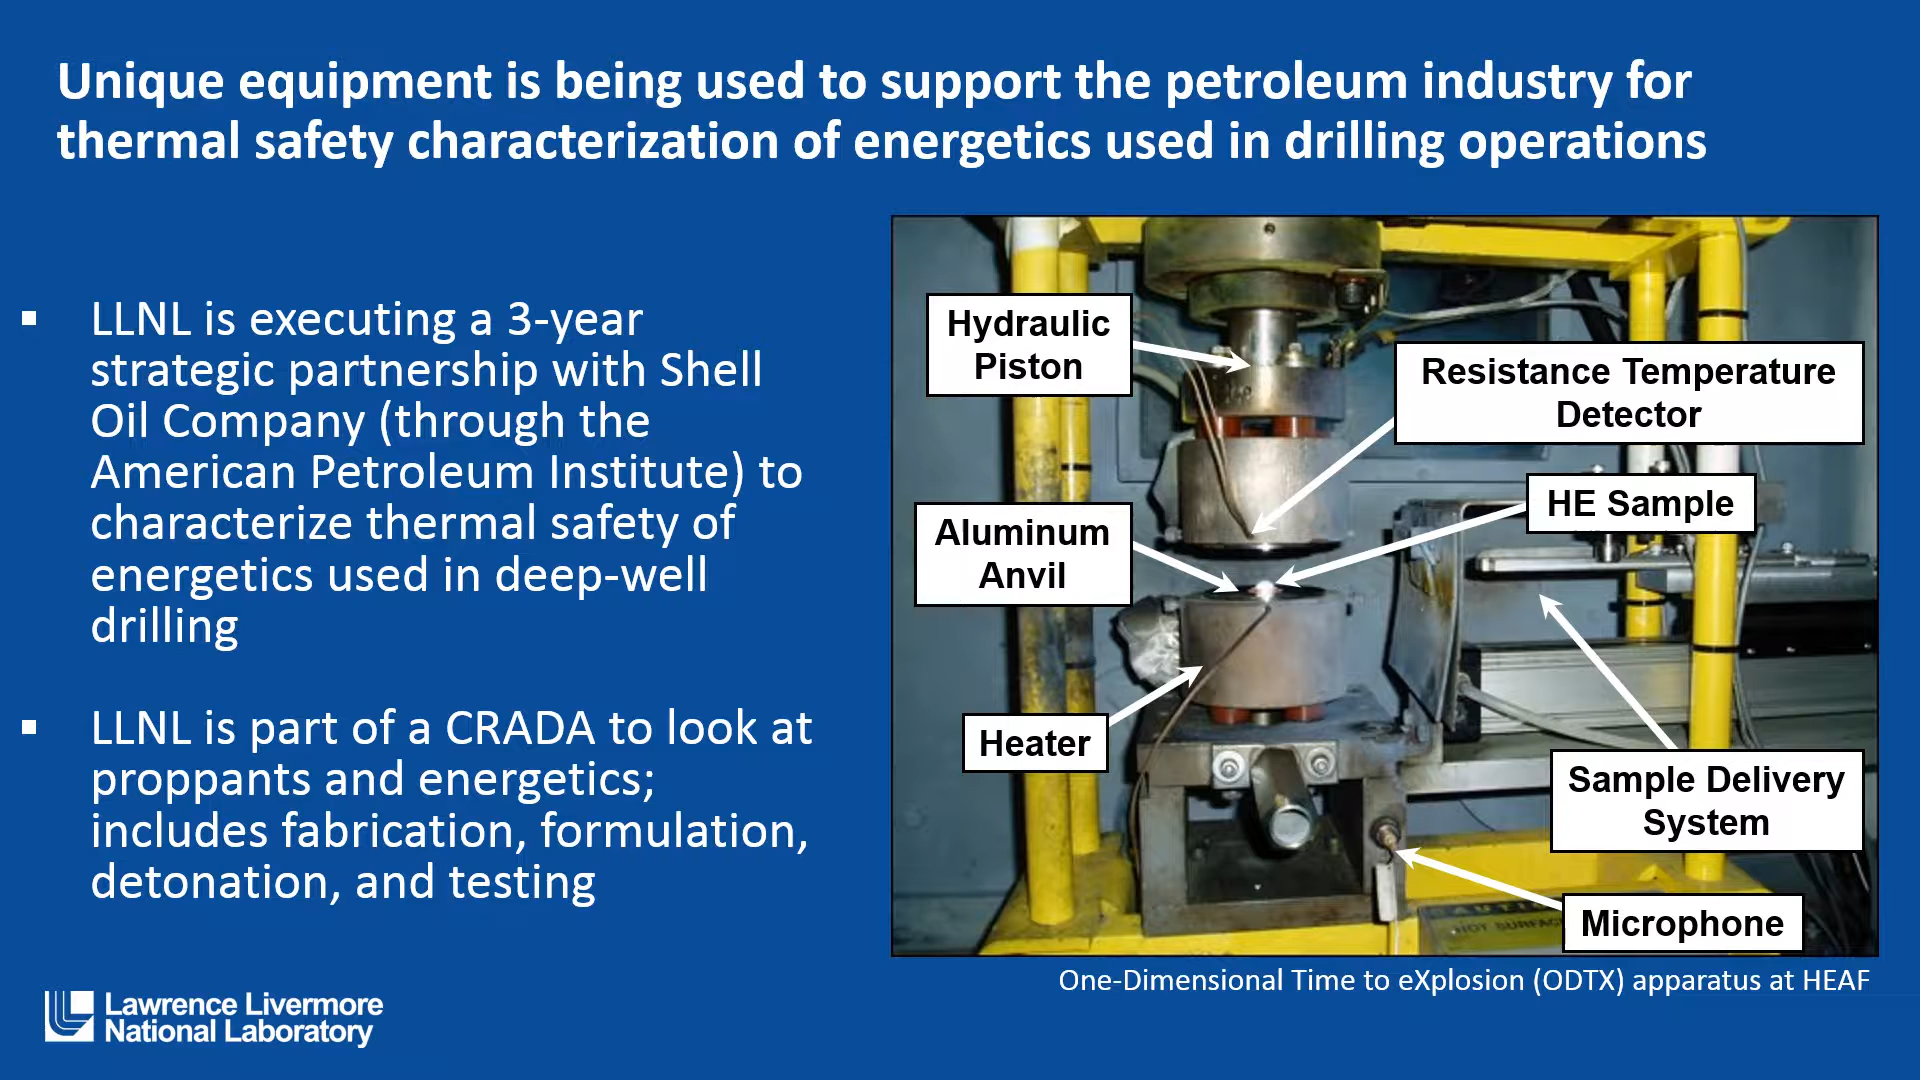 Unique equipment is being used to support the petroleum industry for
thermal safety characterization of energetics used in drilling operations
▪ LLNL is executing a 3-year
strategic partnership with Shell
Oil Company (through the
American Petroleum Institute) to
characterize thermal safety of
energetics used in deep-well
drilling
▪ LLNL is part of a CRADA to look at
proppants and energetics;
includes fabrication, formulation,
detonation, and testing
Hydraulic
Piston
Resistance Temperature
Detector
HE Sample
Aluminum
Anvil
Heater
Sample Delivery
System
Microphone
HOT SURFAC
One-Dimensional Time to eXplosion (ODTX) apparatus at HEAF
Lawrence Livermore
National Laboratory